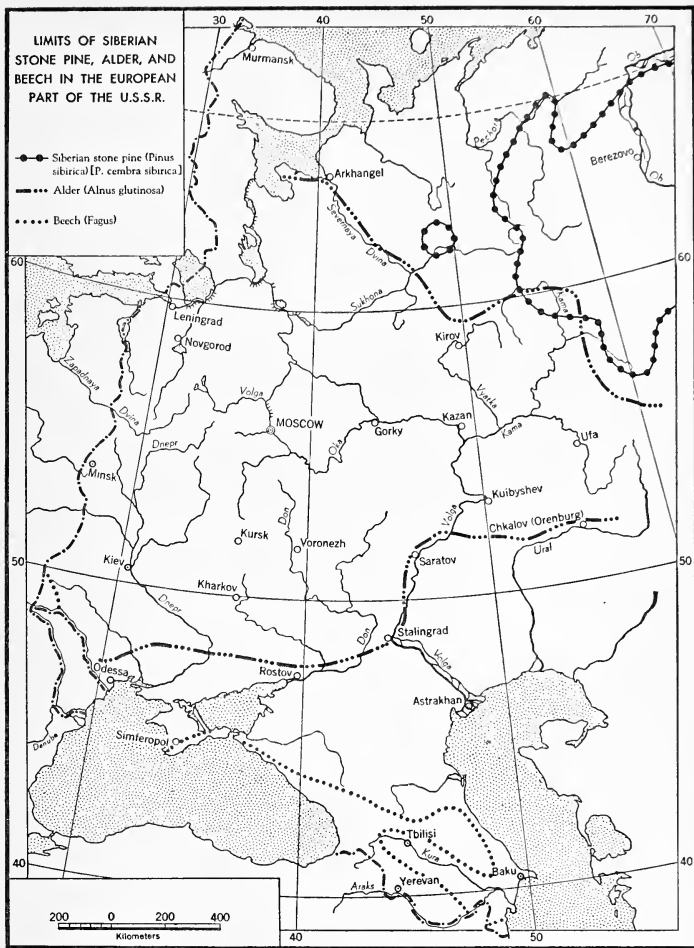 30
40
50
60
70
LIMITS OF SIBERIAN
STONE PINE, ALDER, AND
BEECH IN THE EUROPEAN
PART OF THE U.S.S.R.
Siberian stone pine (Pinus
sibirica) [P. cembra sibirica]
Alder (Alnus glutinosa)
Beech (Fagus)
Murmansk
Ob
Pechora
Berezovo
Ob
Arkhangel
Severnaya
Dvina
60
60
Sukhona
Kama
Leningrad
Novgorod
Kirov
Zapadnaya
Dvina
Volga
Vyatka
MOSCOW
Gorky
Kazan
Kama
Ufa
Dnepr
Oka
Minsk
Kuibyshev
Don
Volga
Chkalov (Orenburg)
Kursk
Voronezh
Ural
50
50
Saratov
Kiev
Kharkov
Dnepr
Don
Stalingrad
Volga
Odessa
Rostov
Astrakhan
Danube
Simferopol
Tbilisi
Kura
40
40
Baku
Araks
Yerevan
200 0 200 400
Kilometers
40
50